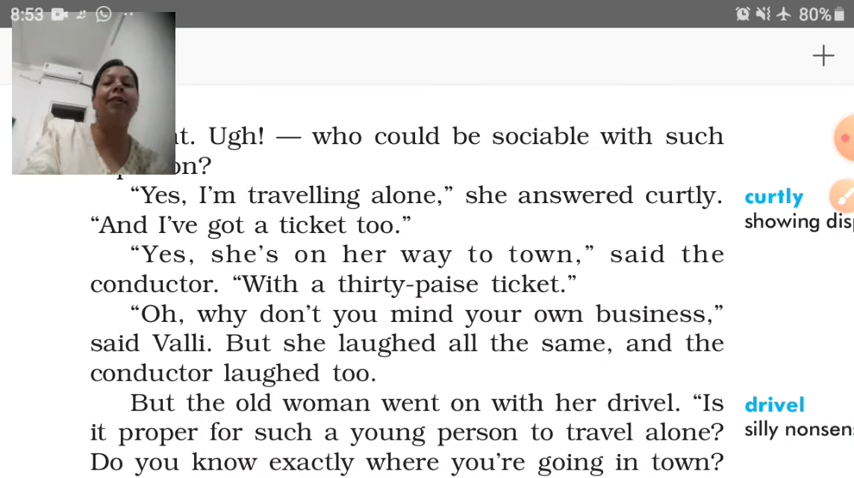 8:53
80%
t. Ugh! — who could be sociable with such
on?
“Yes, I’m travelling alone,” she answered curtly.
“And I’ve got a ticket too.”
“Yes, she’s on her way to town,” said the
conductor. “With a thirty-paise ticket.”
“Oh, why don’t you mind your own business,”
said Valli. But she laughed all the same, and the
conductor laughed too.
But the old woman went on with her drivel. “Is
it proper for such a young person to travel alone?
Do you know exactly where you’re going in town?
curtly
showing dis
drivel
silly nonsen